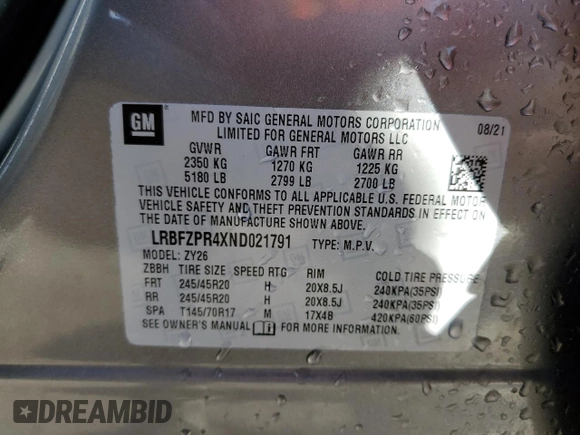 GM
MFD BY SAIC GENERAL MOTORS CORPORATION 08/21
LIMITED FOR GENERAL MOTORS LLC
GVWR GAWR FRT GAWR RR
2350 KG 1270 KG 1225 KG
5180 LB 2799 LB 2700 LB
THIS VEHICLE CONFORMS TO ALL APPLICABLE U.S. FEDERAL MOTOR
VEHICLE SAFETY AND THEFT PREVENTION STANDARDS IN EFFECT ON
THE DATE OF MANUFACTURE SHOWN ABOVE.
LRBFZPR4XND021791 TYPE: M.P.V.
MODEL: ZY26
ZBBH TIRE SIZE SPEED RTG RIM COLD TIRE PRESSURE
FRT 245/45R20 H 20X8.5J 240KPA(35PSI)
RR 245/45R20 H 20X8.5J 240KPA(35PSI)
SPA T145/70R17 M 17X4B 420KPA(60PSI)
SEE OWNER'S MANUAL FOR MORE INFORMATION
DREAMBID